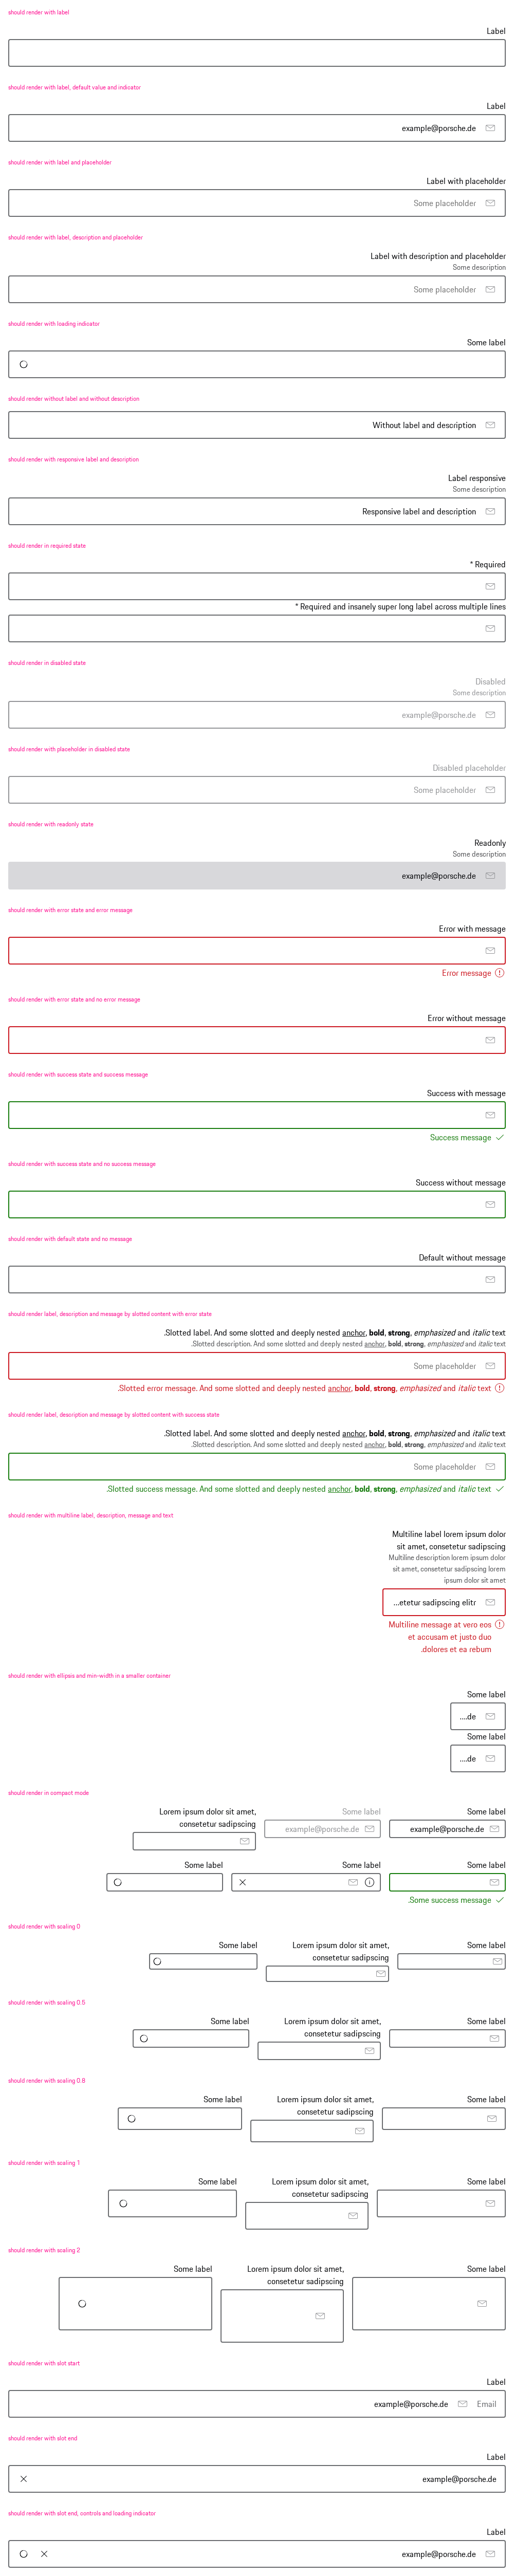 should render with label
Label
should render with label, default value and indicator
Label
example@porsche.de
should render with label and placeholder
Label with placeholder
Some placeholder
should render with label, description and placeholder
Label with description and placeholder
Some description
Some placeholder
should render with loading indicator
Some label
should render without label and without description
Without label and description
should render with responsive label and description
Label responsive
Some description
Responsive label and description
should render in required state
* Required
* Required and insanely super long label across multiple lines
should render in disabled state
Disabled
Some description
example@porsche.de
should render with placeholder in disabled state
Disabled placeholder
Some placeholder
should render with readonly state
Readonly
Some description
example@porsche.de
should render with error state and error message
Error with message
Error message
should render with error state and no error message
Error without message
should render with success state and success message
Success with message
Success message
should render with success state and no success message
Success without message
should render with default state and no message
Default without message
should render label, description and message by slotted content with error state
.Slotted label. And some slotted and deeply nested anchor, bold, strong, emphasized and italic text
.Slotted description. And some slotted and deeply nested anchor, bold, strong, emphasized and italic text
Some placeholder
.Slotted error message. And some slotted and deeply nested anchor, bold, strong, emphasized and italic text
should render label, description and message by slotted content with success state
.Slotted label. And some slotted and deeply nested anchor, bold, strong, emphasized and italic text
.Slotted description. And some slotted and deeply nested anchor, bold, strong, emphasized and italic text
Some placeholder
.Slotted success message. And some slotted and deeply nested anchor, bold, strong, emphasized and italic text
should render with multiline label, description, message and text
Multiline label lorem ipsum dolor
sit amet, consetetur sadipscing
Multiline description lorem ipsum dolor
sit amet, consetetur sadipscing lorem
ipsum dolor sit amet
...etetur sadipscing elitr
Multiline message at vero eos
et accusam et justo duo
.dolores et ea rebum
should render with ellipsis and min-width in a smaller container
Some label
....de
Some label
....de
should render in compact mode
Lorem ipsum dolor sit amet, Some label Some label
consetetur sadipscing
example@porsche.de example@porsche.de
Some label Some label Some label
.Some success message
should render with scaling 0
Some label Lorem ipsum dolor sit amet, Some label
consetetur sadipscing
should render with scaling 0.5
Some label Lorem ipsum dolor sit amet, Some label
consetetur sadipscing
should render with scaling 0.8
Some label Lorem ipsum dolor sit amet, Some label
consetetur sadipscing
should render with scaling 1
Some label Lorem ipsum dolor sit amet, Some label
consetetur sadipscing
should render with scaling 2
Some label Lorem ipsum dolor sit amet, Some label
consetetur sadipscing
should render with slot start
Label
example@porsche.de Email
should render with slot end
Label
example@porsche.de
should render with slot end, controls and loading indicator
Label
example@porsche.de